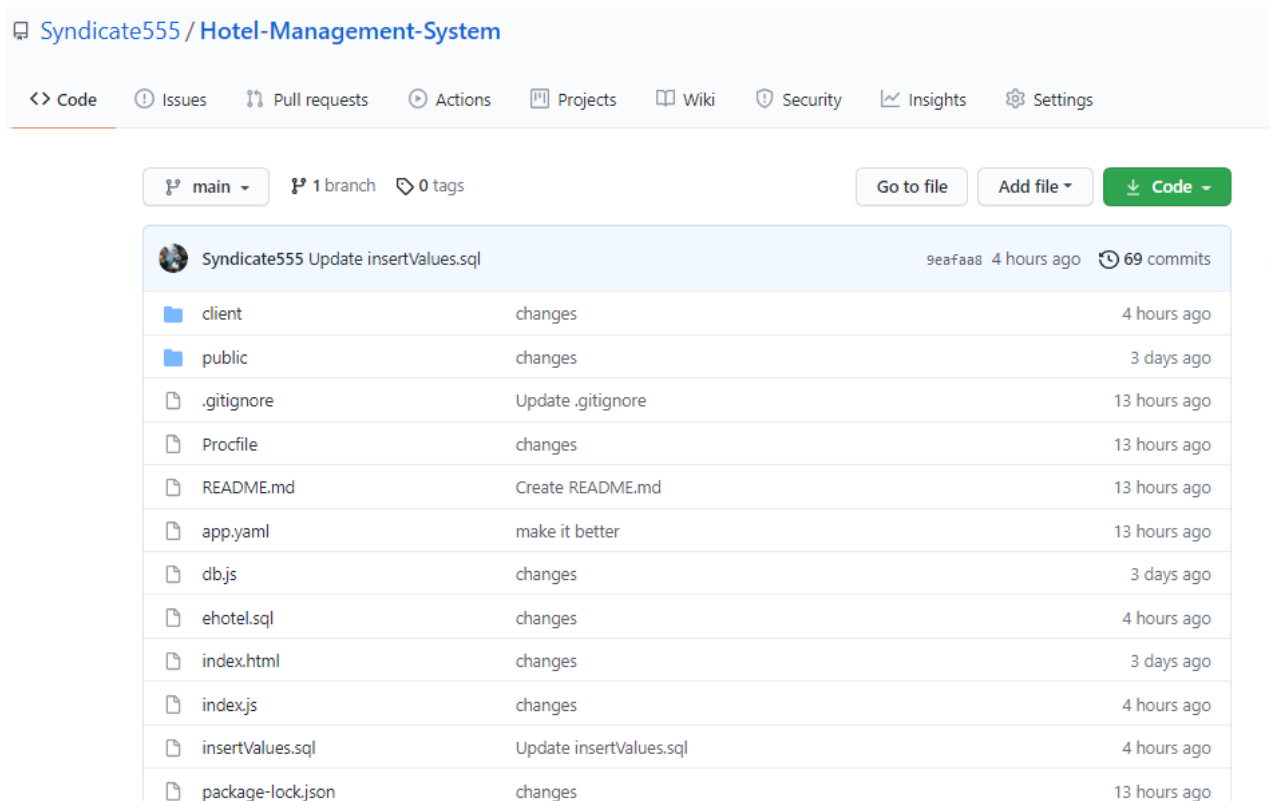 Syndicate555 / Hotel-Management-System
Code Issues Pull requests Actions Projects Wiki Security Insights Settings
main 1 branch 0 tags Go to file Add file Code
Syndicate555 Update insertValues.sql 9eafaa8 4 hours ago 69 commits
client changes 4 hours ago
public changes 3 days ago
.gitignore Update .gitignore 13 hours ago
Procfile changes 13 hours ago
README.md Create README.md 13 hours ago
app.yaml make it better 13 hours ago
db.js changes 3 days ago
ehotel.sql changes 4 hours ago
index.html changes 3 days ago
index.js changes 4 hours ago
insertValues.sql Update insertValues.sql 4 hours ago
package-lock.json changes 13 hours ago